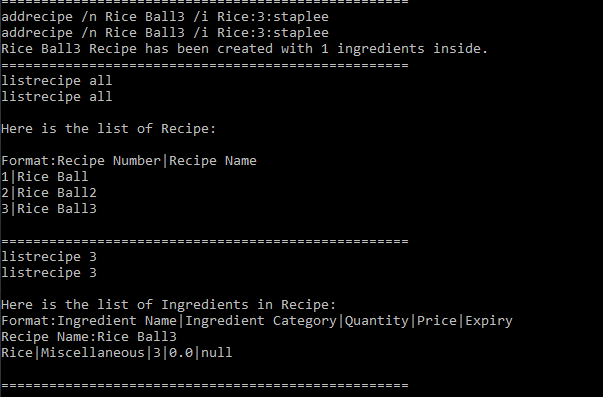 ===================================================
addrecipe /n Rice Ball3 /i Rice:3:staplee
addrecipe /n Rice Ball3 /i Rice:3:staplee
Rice Ball3 Recipe has been created with 1 ingredients inside.
===================================================
listrecipe all
listrecipe all
Here is the list of Recipe:
Format:Recipe Number|Recipe Name
1|Rice Ball
2|Rice Ball2
3|Rice Ball3
===================================================
listrecipe 3
listrecipe 3
Here is the list of Ingredients in Recipe:
Format:Ingredient Name|Ingredient Category|Quantity|Price|Expiry
Recipe Name:Rice Ball3
Rice|Miscellaneous|3|0.0|null
===================================================